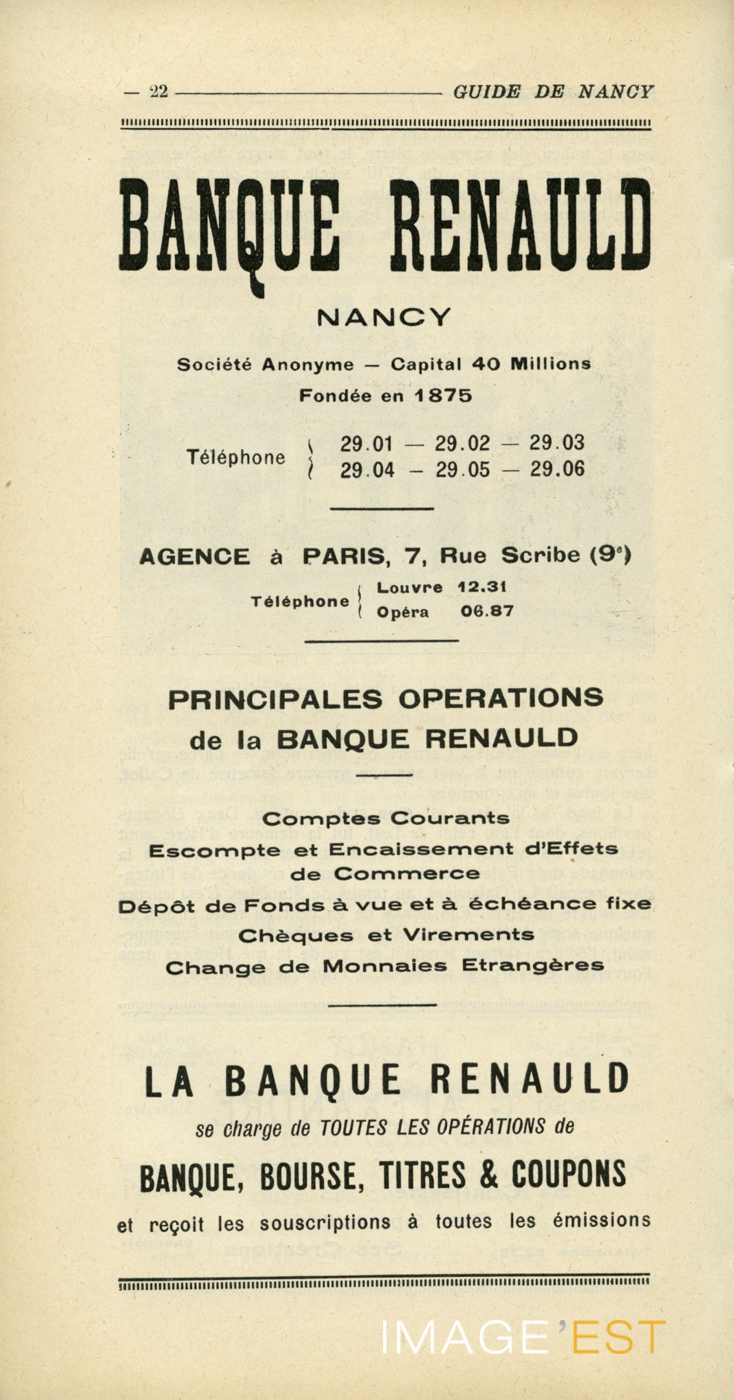 — 22 GUIDE DE NANCY
BANQUE RENAULD
NANCY
Société Anonyme — Capital 40 Millions
Fondée en 1875
Téléphone
29.01 — 29.02 — 29.03
29.04 — 29.05 — 29.06
AGENCE à PARIS, 7, Rue Scribe (9e)
Téléphone
Louvre 12.31
Opéra 06.87
PRINCIPALES OPERATIONS
de la BANQUE RENAULD
Comptes Courants
Escompte et Encaissement d'Effets
de Commerce
Dépôt de Fonds à vue et à échéance fixe
Chèques et Virements
Change de Monnaies Etrangères
LA BANQUE RENAULD
se charge de TOUTES LES OPÉRATIONS de
BANQUE, BOURSE, TITRES & COUPONS
et reçoit les souscriptions à toutes les émissions
IMAGE'EST